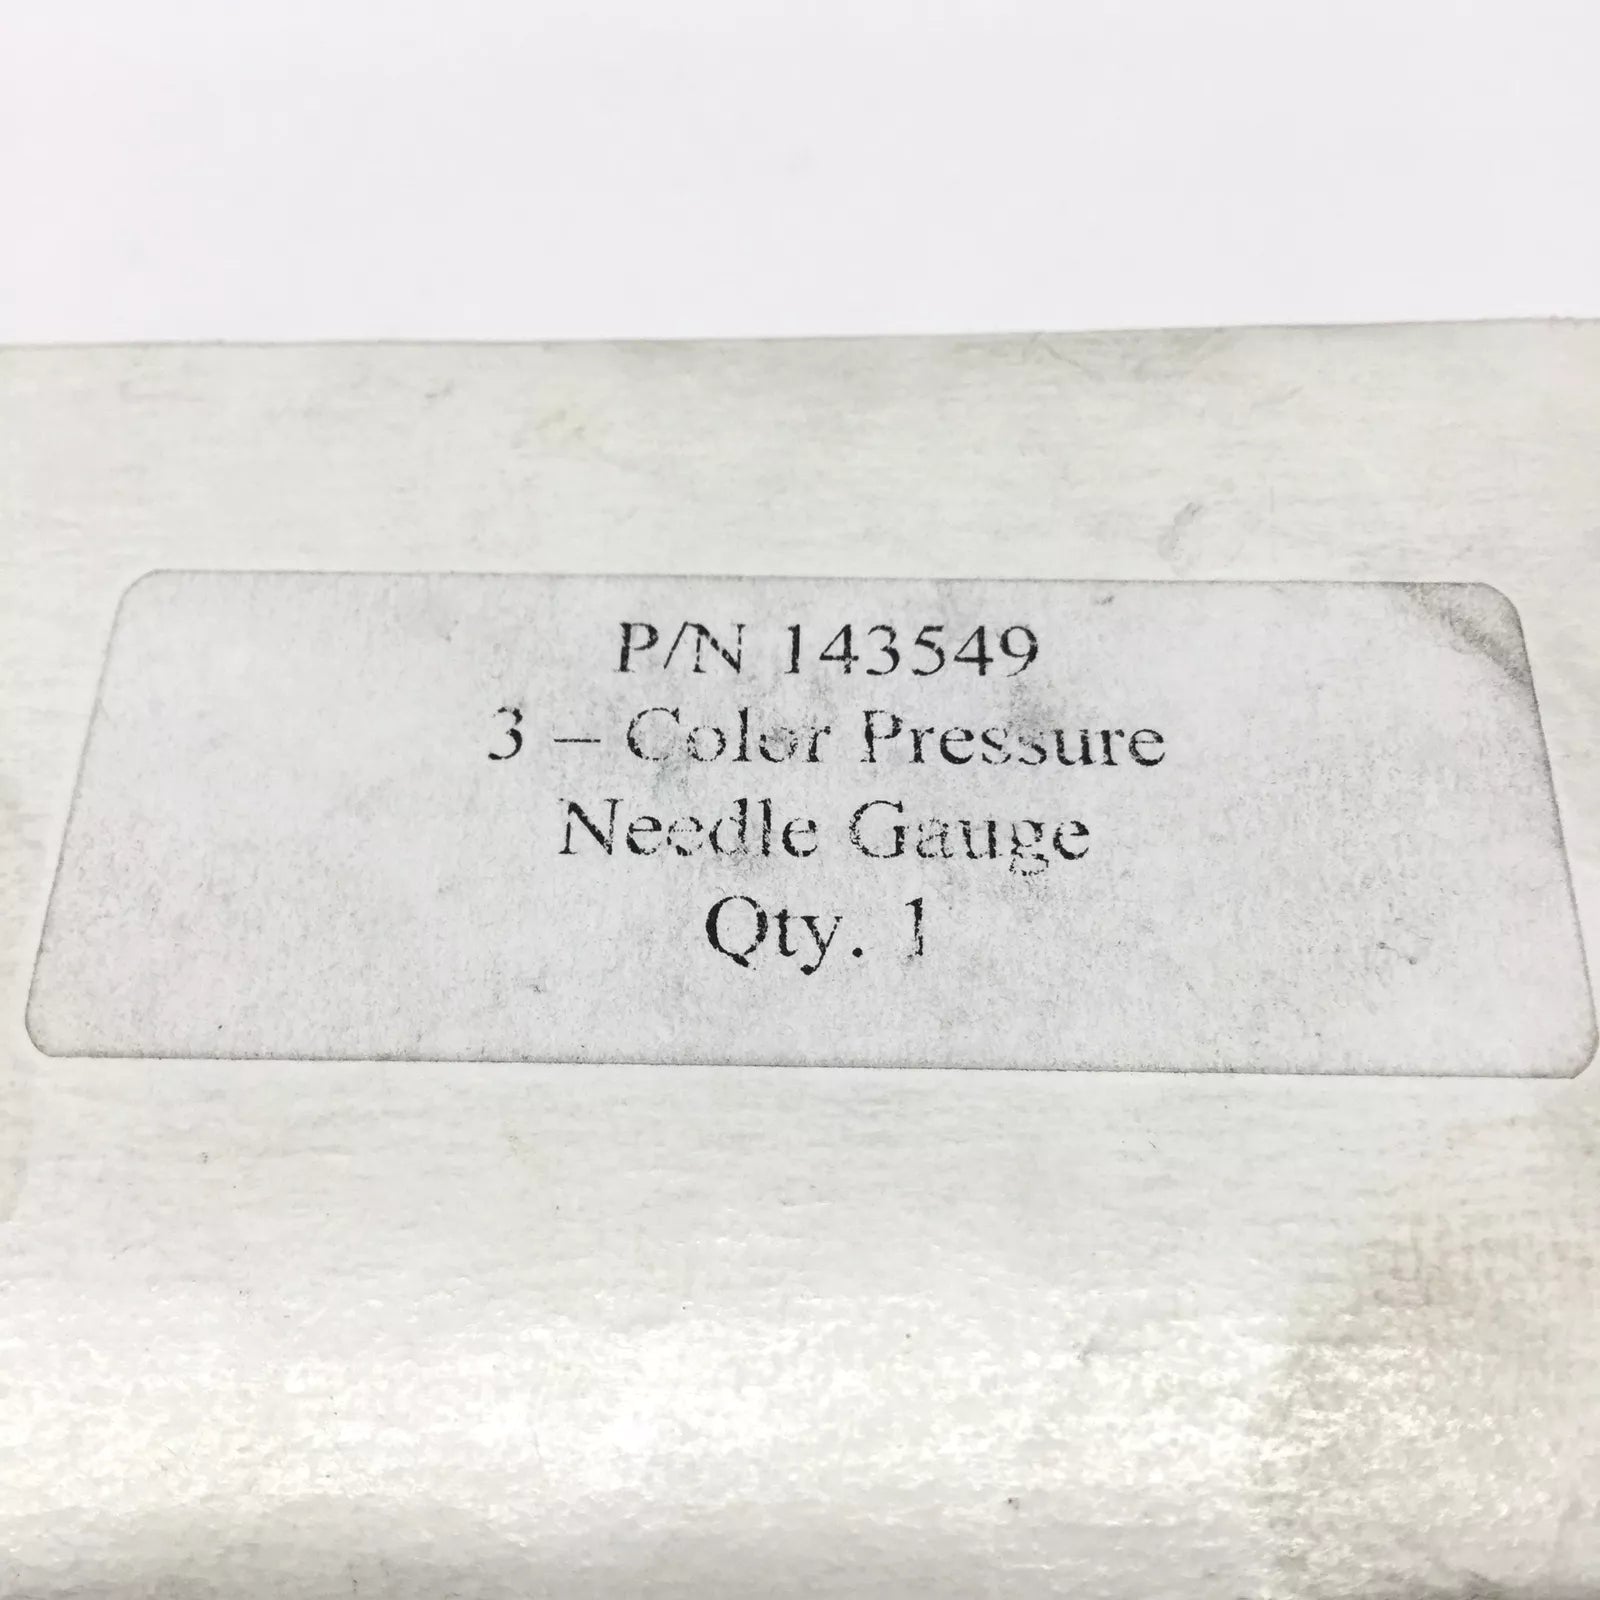 P/N 143549
3 – Color Pressure
Needle Gauge
Qty. 1